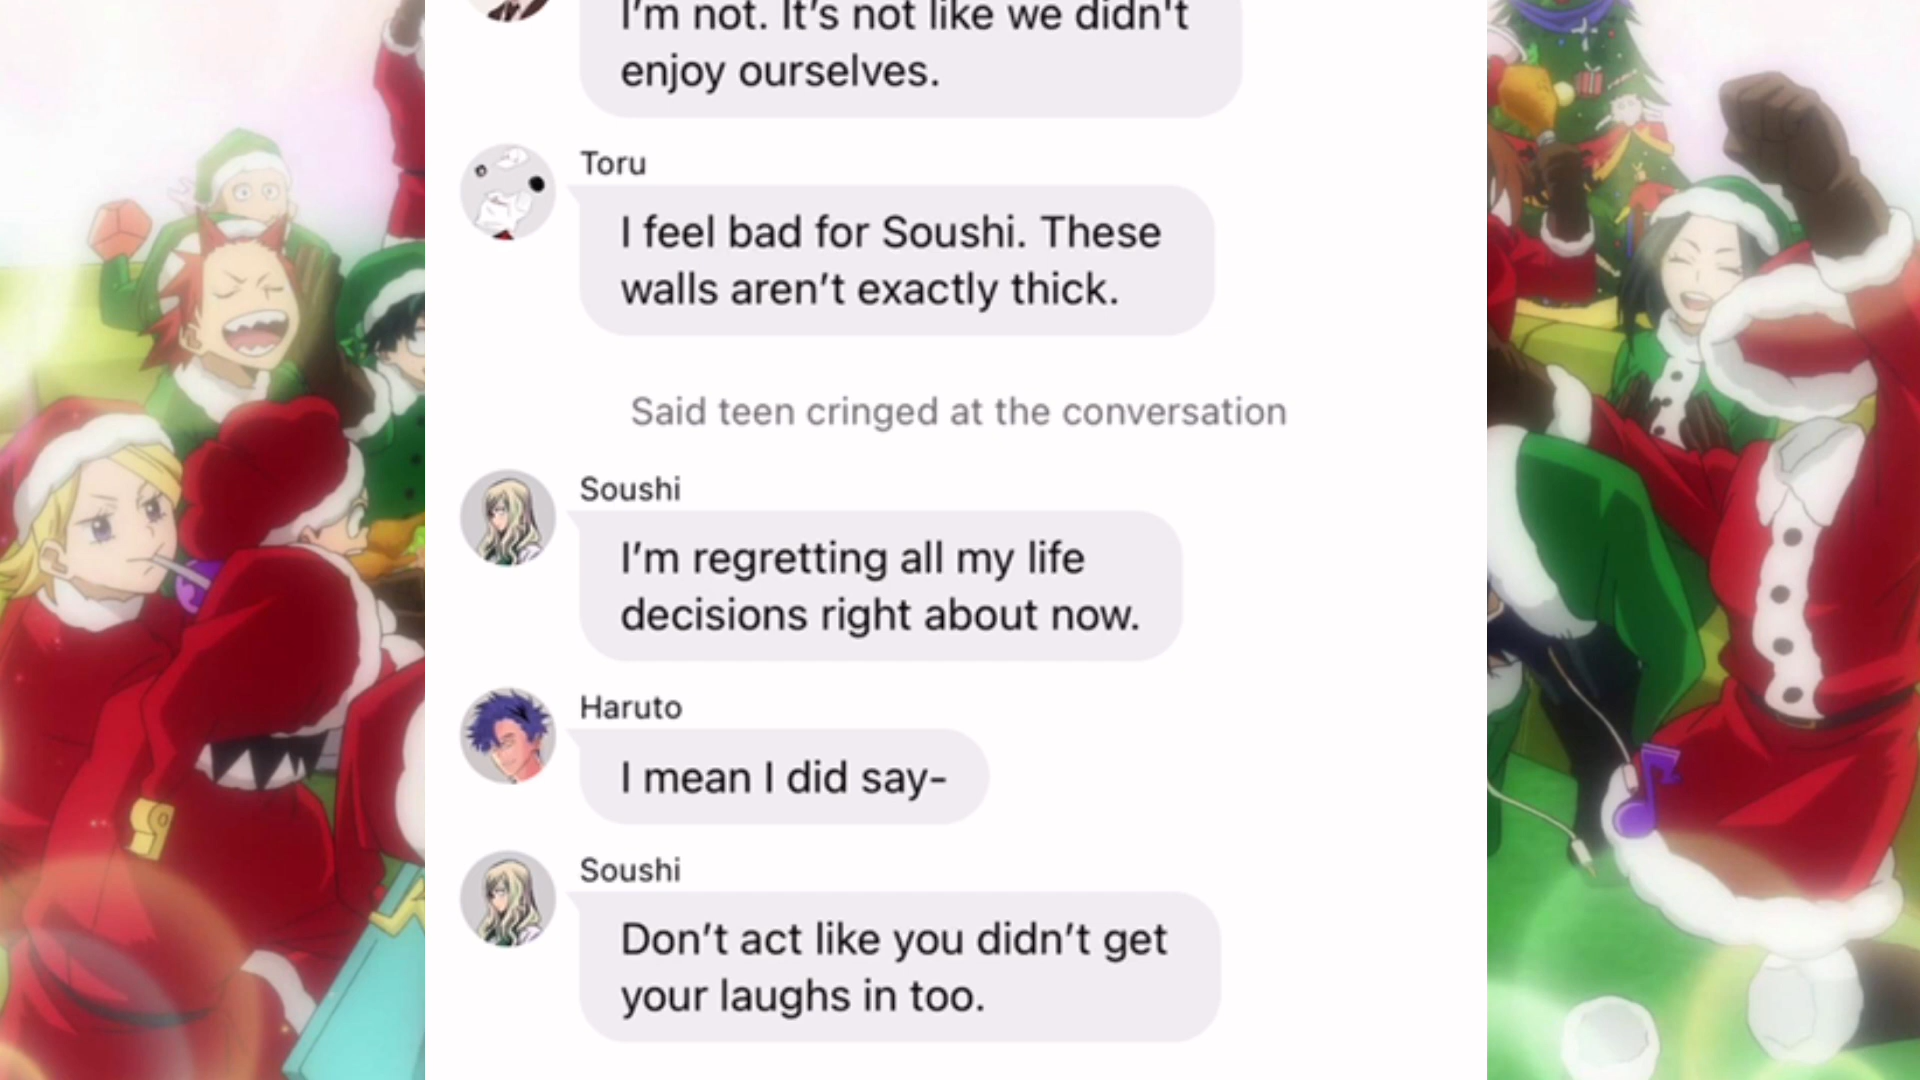 I’m not. It’s not like we didn't
enjoy ourselves.
Toru
I feel bad for Soushi. These
walls aren’t exactly thick.
Said teen cringed at the conversation
Soushi
I’m regretting all my life
decisions right about now.
Haruto
I mean I did say-
Soushi
Don’t act like you didn’t get
your laughs in too.